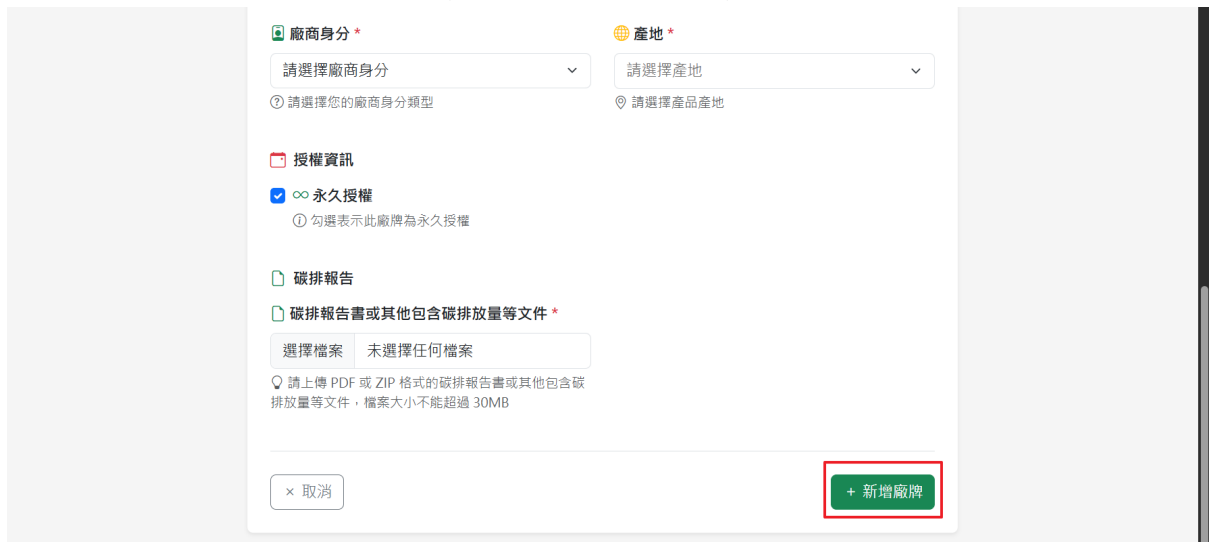 廠商身分 *
產地 *
請選擇廠商身分
請選擇產地
請選擇您的廠商身分類型
請選擇產品產地
授權資訊
永久授權
勾選表示此廠牌為永久授權
碳排報告
碳排報告書或其他包含碳排放量等文件 *
選擇檔案 未選擇任何檔案
請上傳 PDF 或 ZIP 格式的碳排報告書或其他包含碳
排放量等文件，檔案大小不能超過 30MB
× 取消
+ 新增廠牌